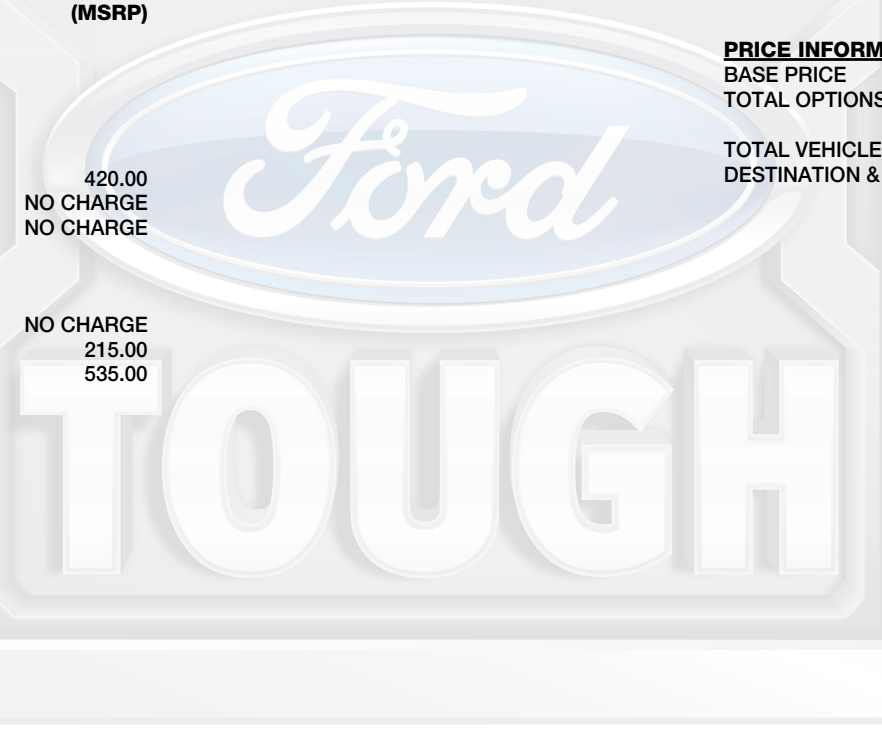 (MSRP)
420.00
NO CHARGE
NO CHARGE
NO CHARGE
215.00
535.00
PRICE INFORM
BASE PRICE
TOTAL OPTIONS
TOTAL VEHICLE
DESTINATION &
Ford
TOUGH